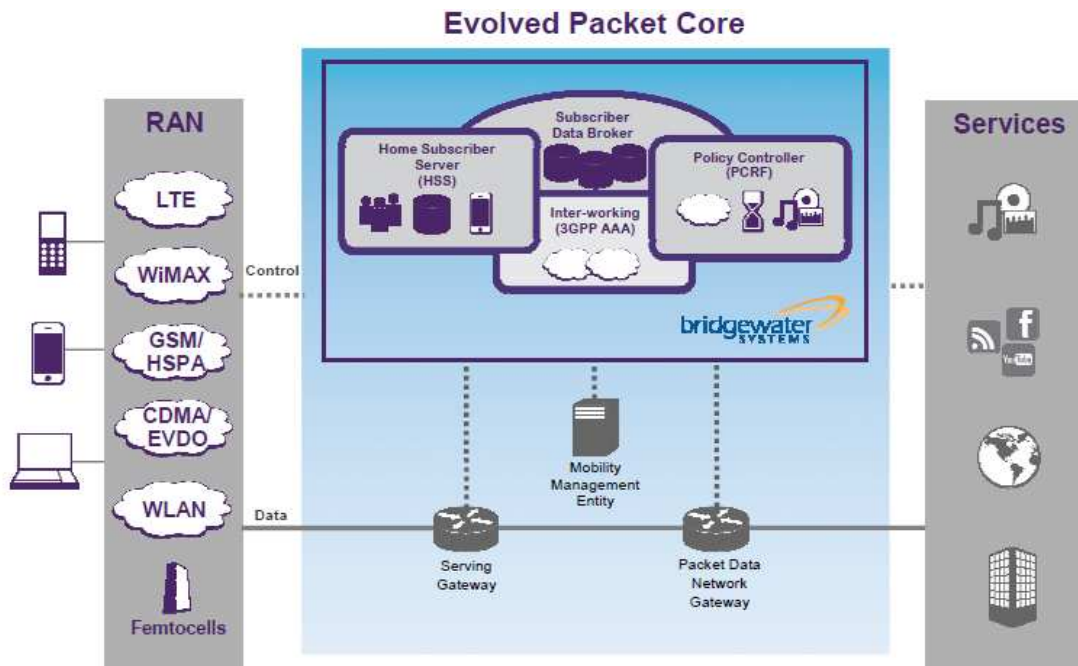 Evolved Packet Core
RAN
LTE
WiMAX
GSM/
HSPA
CDMA/
EVDO
WLAN
Femtocells
Control
Data
Subscriber
Data Broker
Home Subscriber
Server
(HSS)
Policy Controller
(PCRF)
Inter-working
(3GPP AAA)
bridgewater
SYSTEMS
Mobility
Management
Entity
Serving
Gateway
Packet Data
Network
Gateway
Services
f
YouTube